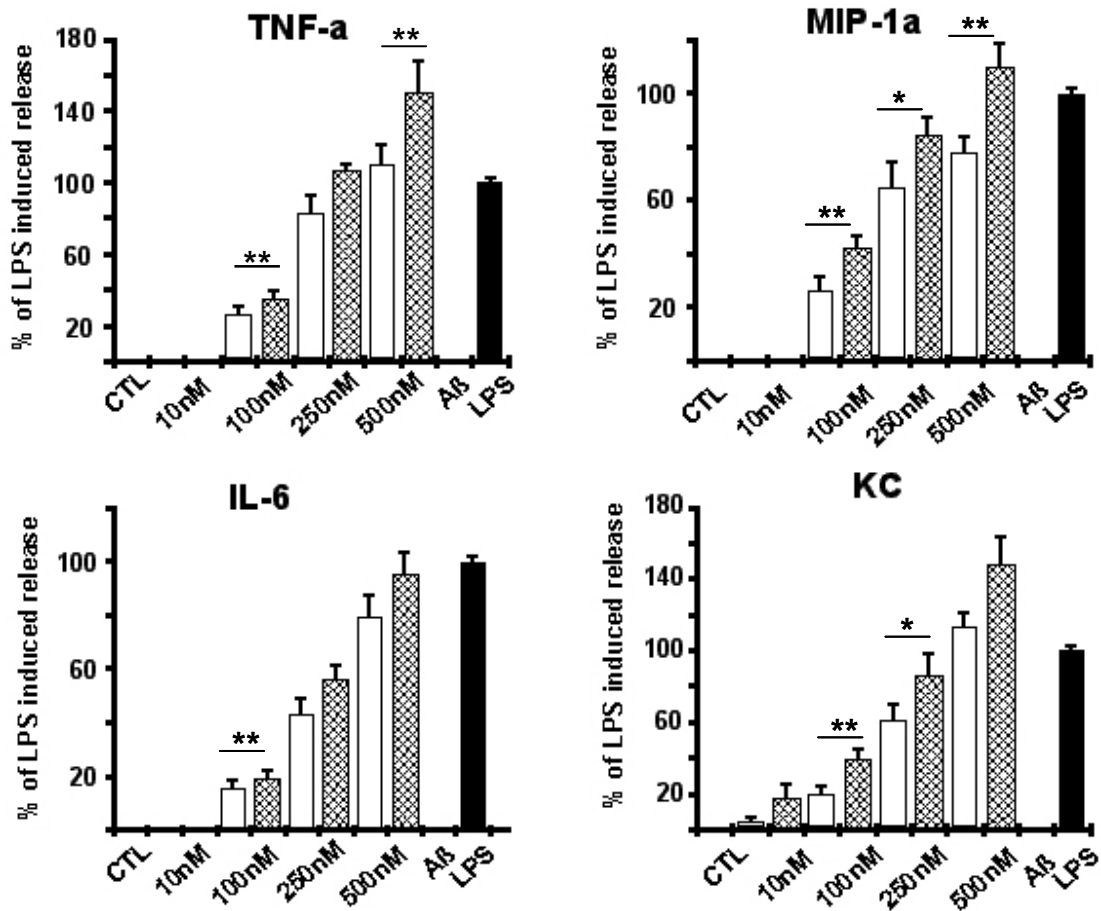 TNF-a
% of LPS induced release
180
140
100
60
20
**
**
CTL
10nM
100nM
250nM
500nM
Aß
LPS
MIP-1a
% of LPS induced release
100
60
20
**
*
**
CTL
10nM
100nM
250nM
500nM
Aß
LPS
IL-6
% of LPS induced release
100
60
20
**
CTL
10nM
100nM
250nM
500nM
Aß
LPS
KC
% of LPS induced release
180
140
100
60
20
**
*
CTL
10nM
100nM
250nM
500nM
Aß
LPS